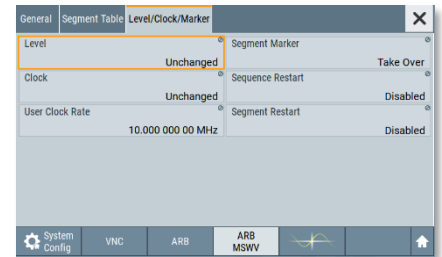 General Segment Table Level/Clock/Marker
Level Segment Marker
Unchanged Take Over
Clock Sequence Restart
Unchanged Disabled
User Clock Rate Segment Restart
10.000 000 00 MHz Disabled
System Config VNC ARB ARB MSWV